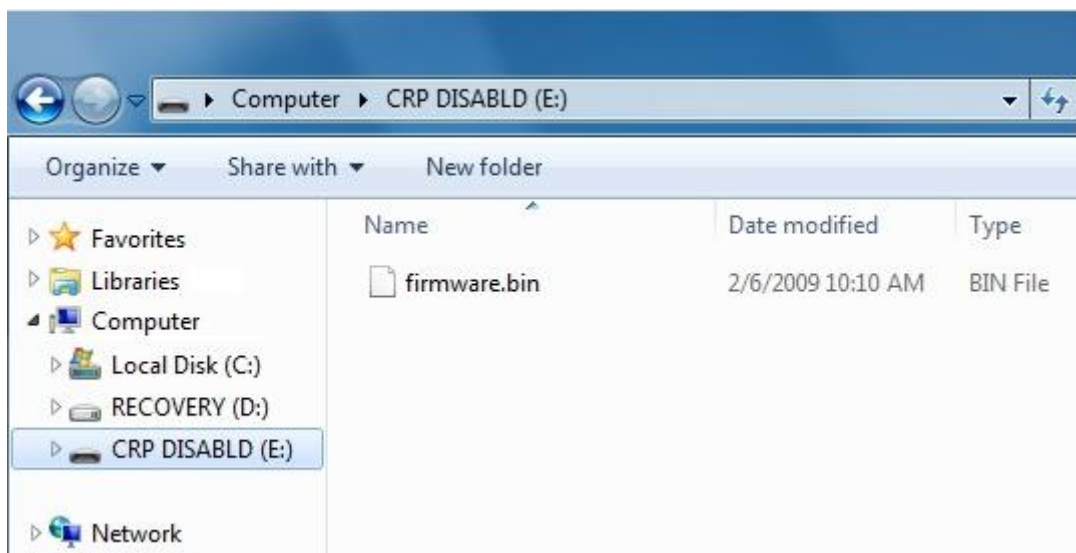 Computer ▸ CRP DISABLD (E:)
Organize Share with New folder
Name Date modified Type
firmware.bin 2/6/2009 10:10 AM BIN File
Favorites
Libraries
Computer
Local Disk (C:)
RECOVERY (D:)
CRP DISABLD (E:)
Network